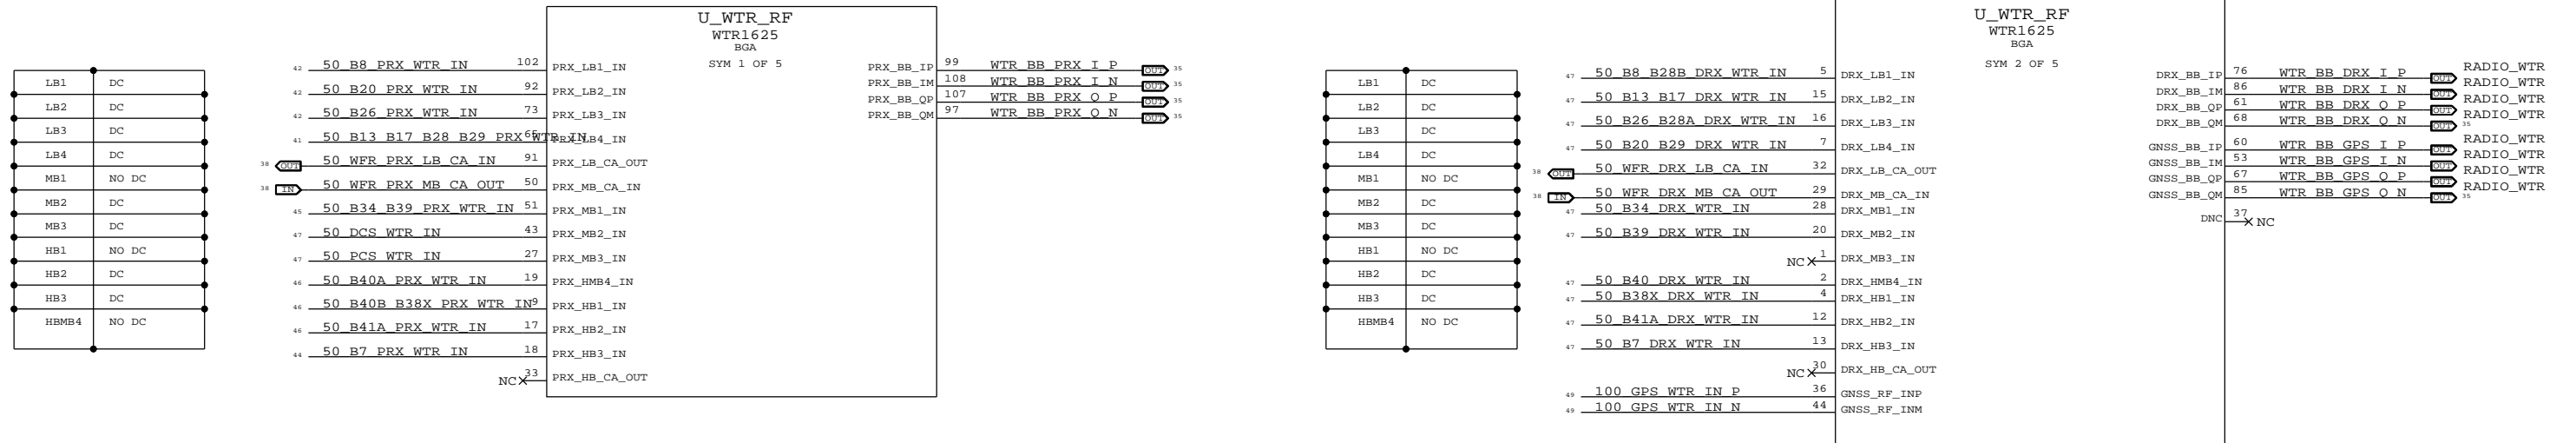 U_WTR_RF
WTR1625
BGA
SYM 1 OF 5
LB1 DC
LB2 DC
LB3 DC
LB4 DC
MB1 NO DC
MB2 DC
MB3 DC
HB1 NO DC
HB2 DC
HB3 DC
HBMB4 NO DC
42 50_B8_PRX_WTR_IN 102 PRX_LB1_IN
42 50_B20_PRX_WTR_IN 92 PRX_LB2_IN
42 50_B26_PRX_WTR_IN 73 PRX_LB3_IN
41 50_B13_B17_B28_B29_PRX_WTR_IN PRX_LB4_IN
38 OUT 50_WFR_PRX_LB_CA_IN 91 PRX_LB_CA_OUT
38 IN 50_WFR_PRX_MB_CA_OUT 50 PRX_MB_CA_IN
45 50_B34_B39_PRX_WTR_IN 51 PRX_MB1_IN
47 50_DCS_WTR_IN 43 PRX_MB2_IN
47 50_PCS_WTR_IN 27 PRX_MB3_IN
46 50_B40A_PRX_WTR_IN 19 PRX_HMB4_IN
46 50_B40B_B38X_PRX_WTR_IN 9 PRX_HB1_IN
46 50_B41A_PRX_WTR_IN 17 PRX_HB2_IN
44 50_B7_PRX_WTR_IN 18 PRX_HB3_IN
NC 33 PRX_HB_CA_OUT
PRX_BB_IP 99 WTR_BB_PRX_I_P OUT 35
PRX_BB_IM 108 WTR_BB_PRX_I_N OUT 35
PRX_BB_QP 107 WTR_BB_PRX_Q_P OUT 35
PRX_BB_QM 97 WTR_BB_PRX_Q_N OUT 35
U_WTR_RF
WTR1625
BGA
SYM 2 OF 5
LB1 DC
LB2 DC
LB3 DC
LB4 DC
MB1 NO DC
MB2 DC
MB3 DC
HB1 NO DC
HB2 DC
HB3 DC
HBMB4 NO DC
47 50_B8_B28B_DRX_WTR_IN 5 DRX_LB1_IN
47 50_B13_B17_DRX_WTR_IN 15 DRX_LB2_IN
47 50_B26_B28A_DRX_WTR_IN 16 DRX_LB3_IN
47 50_B20_B29_DRX_WTR_IN 7 DRX_LB4_IN
38 OUT 50_WFR_DRX_LB_CA_IN 32 DRX_LB_CA_OUT
38 IN 50_WFR_DRX_MB_CA_OUT 29 DRX_MB_CA_IN
47 50_B34_DRX_WTR_IN 28 DRX_MB1_IN
47 50_B39_DRX_WTR_IN 20 DRX_MB2_IN
NC 1 DRX_MB3_IN
47 50_B40_DRX_WTR_IN 2 DRX_HMB4_IN
47 50_B38X_DRX_WTR_IN 4 DRX_HB1_IN
47 50_B41A_DRX_WTR_IN 12 DRX_HB2_IN
47 50_B7_DRX_WTR_IN 13 DRX_HB3_IN
NC 30 DRX_HB_CA_OUT
49 100_GPS_WTR_IN_P 36 GNSS_RF_INP
49 100_GPS_WTR_IN_N 44 GNSS_RF_INM
DRX_BB_IP 76 WTR_BB_DRX_I_P OUT RADIO_WTR
DRX_BB_IM 86 WTR_BB_DRX_I_N OUT RADIO_WTR
DRX_BB_QP 61 WTR_BB_DRX_Q_P OUT RADIO_WTR
DRX_BB_QM 68 WTR_BB_DRX_Q_N OUT 35 RADIO_WTR
GNSS_BB_IP 60 WTR_BB_GPS_I_P OUT RADIO_WTR
GNSS_BB_IM 53 WTR_BB_GPS_I_N OUT RADIO_WTR
GNSS_BB_QP 67 WTR_BB_GPS_Q_P OUT RADIO_WTR
GNSS_BB_QM 85 WTR_BB_GPS_Q_N OUT 35 RADIO_WTR
DNC 37 NC